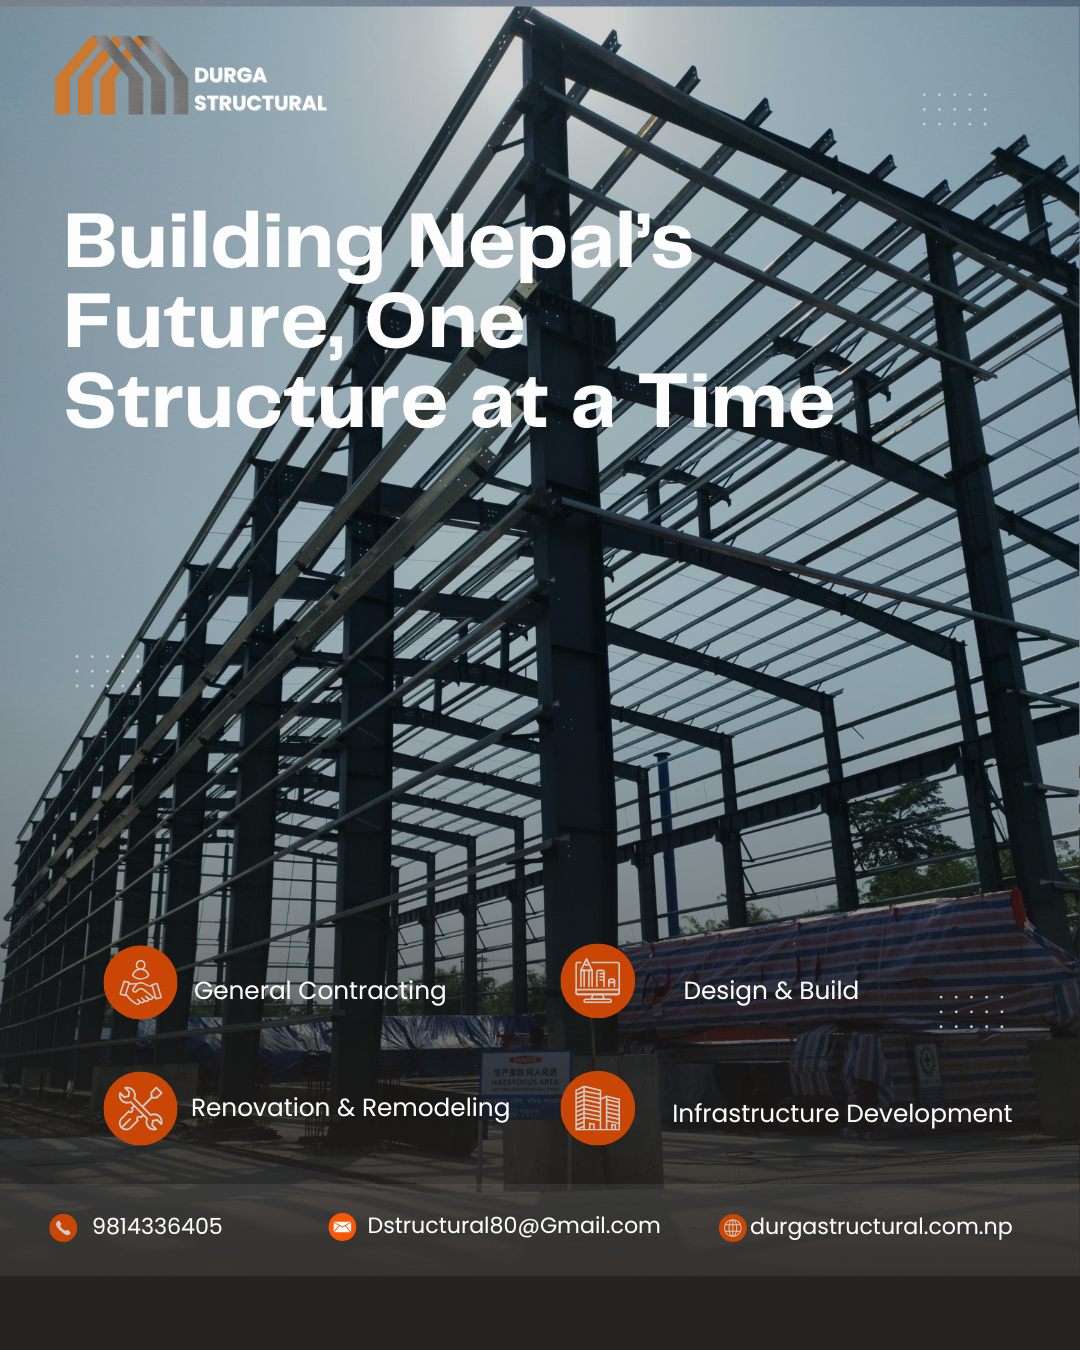 DURGA
STRUCTURAL
Building Nepal's
Future, One
Structure at a Time
General Contracting
Design & Build
Renovation & Remodeling
Infrastructure Development
HAZARDOUS AREA
9814336405
Dstructural80@Gmail.com
durgastructural.com.np